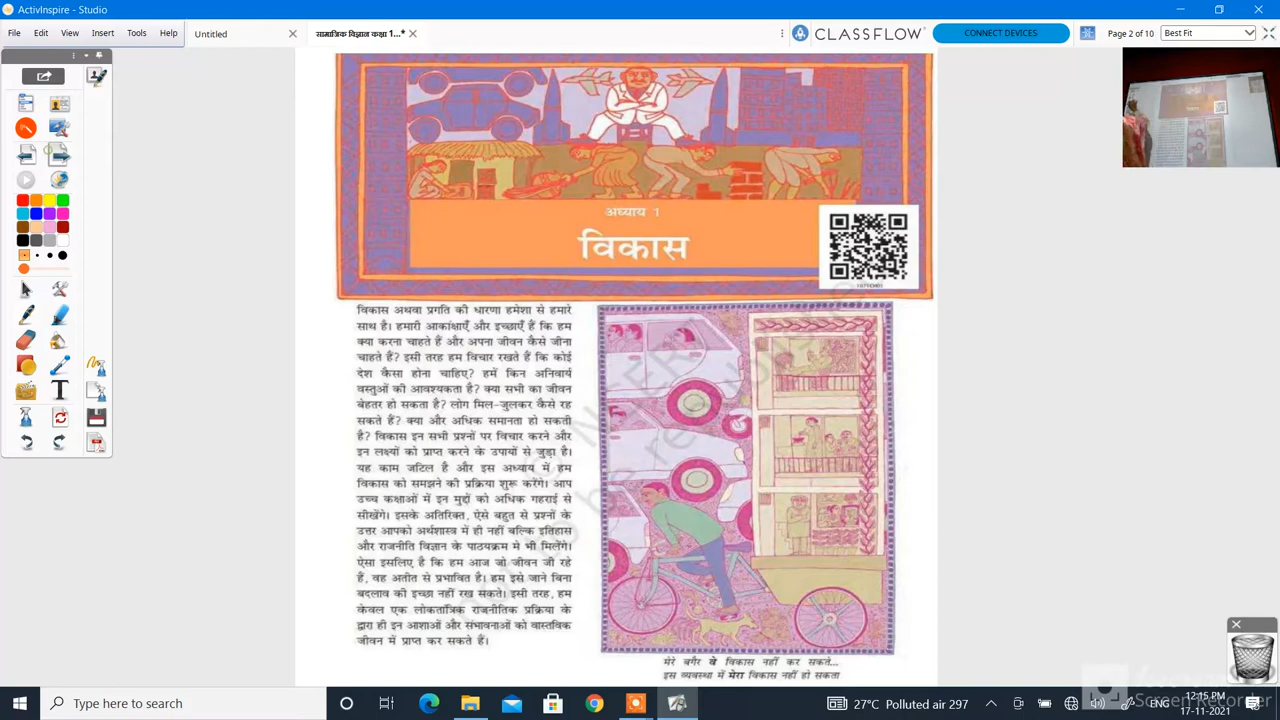 ActivInspire - Studio
File Edit View Insert Tools Help
Untitled
सामाजिक विज्ञान कक्षा 1...*
CLASSFLOW
CONNECT DEVICES
Page 2 of 10
Best Fit
अध्याय 1
विकास
विकास अथवा प्रगति की धारणा हमेशा से हमारे
साथ है। हमारी आकांक्षाएँ और इच्छाएँ हैं कि हम
क्या करना चाहते हैं और अपना जीवन कैसे जीना
चाहते हैं? इसी तरह हम विचार रखते हैं कि कोई
देश कैसा होना चाहिए? हमें किन अनिवार्य
वस्तुओं की आवश्यकता है? क्या सभी का जीवन
बेहतर हो सकता है? लोग मिल-जुलकर कैसे रह
सकते हैं? क्या और अधिक समानता हो सकती
है? विकास इन सभी प्रश्नों पर विचार करने और
इन लक्ष्यों को प्राप्त करने के उपायों से जुड़ा है।
यह काम जटिल है और इस अध्याय में हम
विकास को समझने की प्रक्रिया शुरू करेंगे। आप
उच्च कक्षाओं में इन मुद्दों को अधिक गहराई से
सीखेंगे। इसके अतिरिक्त, ऐसे बहुत से प्रश्नों के
उत्तर आपको अर्थशास्त्र में ही नहीं बल्कि इतिहास
और राजनीति विज्ञान के पाठ्यक्रम मे भी मिलेंगे।
ऐसा इसलिए है कि हम आज जो जीवन जी रहे
हैं, वह अतीत से प्रभावित है। हम इसे जाने बिना
बदलाव की इच्छा नहीं रख सकते। इसी तरह, हम
केवल एक लोकतांत्रिक राजनीतिक प्रक्रिया के
द्वारा ही इन आशाओं और संभावनाओं को वास्तविक
जीवन में प्राप्त कर सकते हैं।
मेरे बगैर वे विकास नहीं कर सकते...
इस व्यवस्था में मेरा विकास नहीं हो सकता
Screen Recorder
Type here to search
27°C Polluted air 297
ENG
12:15 PM
17-11-2021